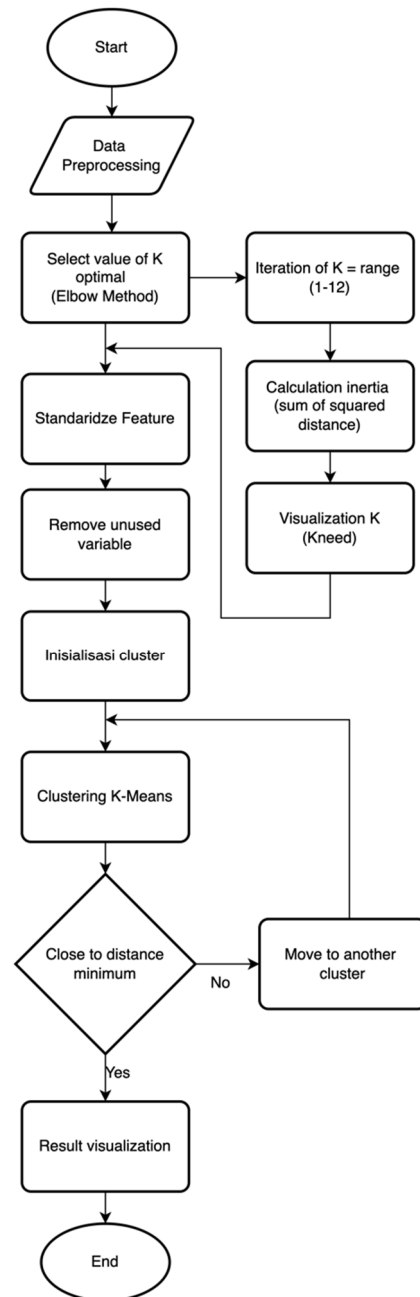 Start
Data
Preprocessing
Select value of K
optimal
(Elbow Method)
Iteration of K = range
(1-12)
Calculation inertia
(sum of squared
distance)
Visualization K
(Kneed)
Standaridze Feature
Remove unused
variable
Inisialisasi cluster
Clustering K-Means
Close to distance
minimum
No
Move to another
cluster
Yes
Result visualization
End